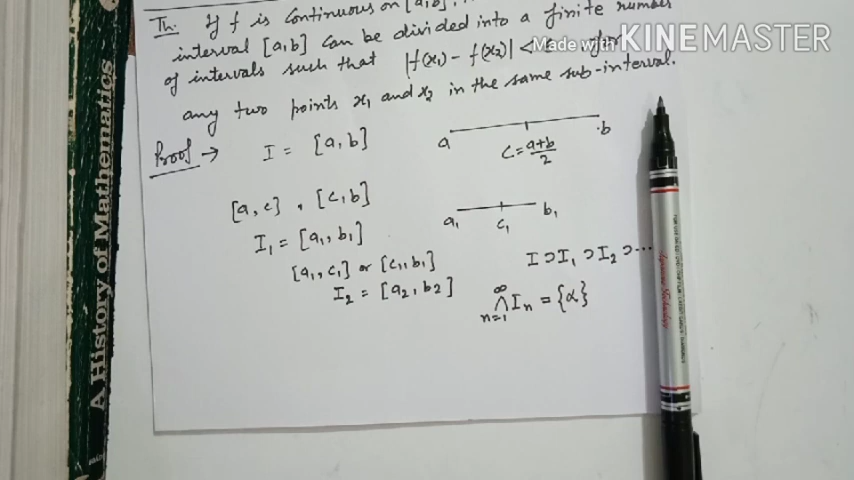 Th: If f is continuous on [a,b],
interval [a,b] can be divided into a finite number
of intervals such that |f(x₁) - f(x₂)| < for
any two points x₁ and x₂ in the same sub-interval.
Proof → I = [a, b]
a b
c = a+b/2
[a, c] , [c, b]
I₁ = [a₁, b₁]
a₁ c₁ b₁
[a₁, c₁] or [c₁, b₁]
I ⊃ I₁ ⊃ I₂ ⊃ ...
I₂ = [a₂, b₂]
∞ ∩ n=1 Iₙ = {α}
Made with KINEMASTER
A History of Mathematics